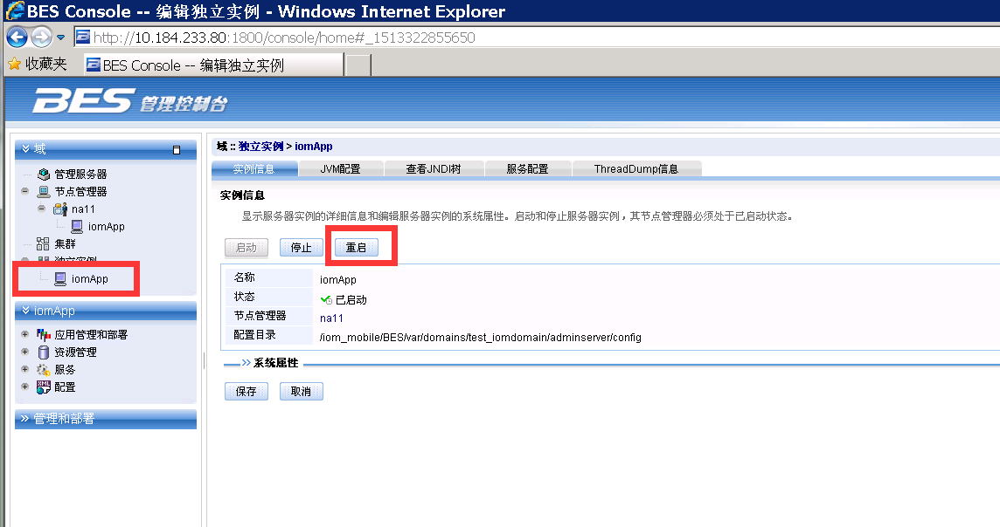 BES Console -- 编辑独立实例 - Windows Internet Explorer
http://10.184.233.80:1800/console/home#_1513322855650
收藏夹 BES Console -- 编辑独立实例
BES 管理控制台
域
管理服务器
节点管理器
na11
iomApp
集群
独立实例
iomApp
iomApp
应用管理和部署
资源管理
服务
配置
管理和部署
域 :: 独立实例 > iomApp
实例信息 JVM配置 查看JNDI树 服务配置 ThreadDump信息
实例信息
显示服务器实例的详细信息和编辑服务器实例的系统属性。启动和停止服务器实例，其节点管理器必须处于已启动状态。
启动 停止 重启
名称 iomApp
状态 已启动
节点管理器 na11
配置目录 /iom_mobile/BES/var/domains/test_iomdomain/adminserver/config
系统属性
保存 取消